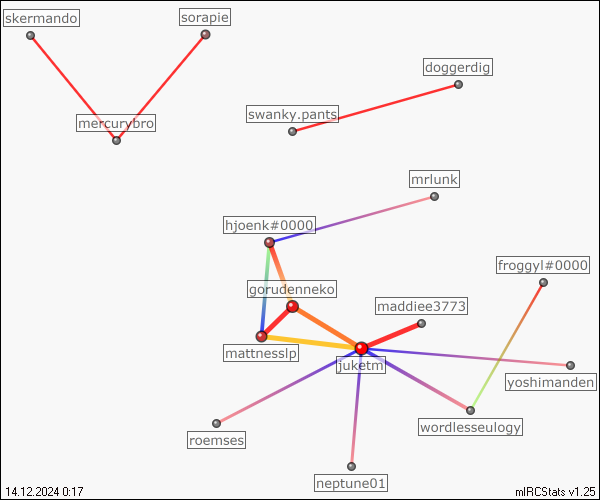 skermando
sorapie
mercurybro
doggerdig
swanky.pants
mrlunk
hjoenk#0000
froggyl#0000
gorudenneko
maddiee3773
mattnesslp
juketm
yoshimanden
wordlesseulogy
roemses
neptune01
14.12.2024 0:17
mIRCStats v1.25